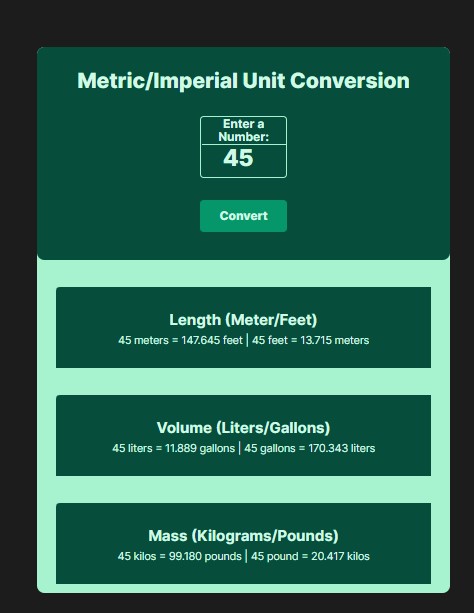 Metric/Imperial Unit Conversion
Enter a
Number:
45
Convert
Length (Meter/Feet)
45 meters = 147.645 feet | 45 feet = 13.715 meters
Volume (Liters/Gallons)
45 liters = 11.889 gallons | 45 gallons = 170.343 liters
Mass (Kilograms/Pounds)
45 kilos = 99.180 pounds | 45 pound = 20.417 kilos